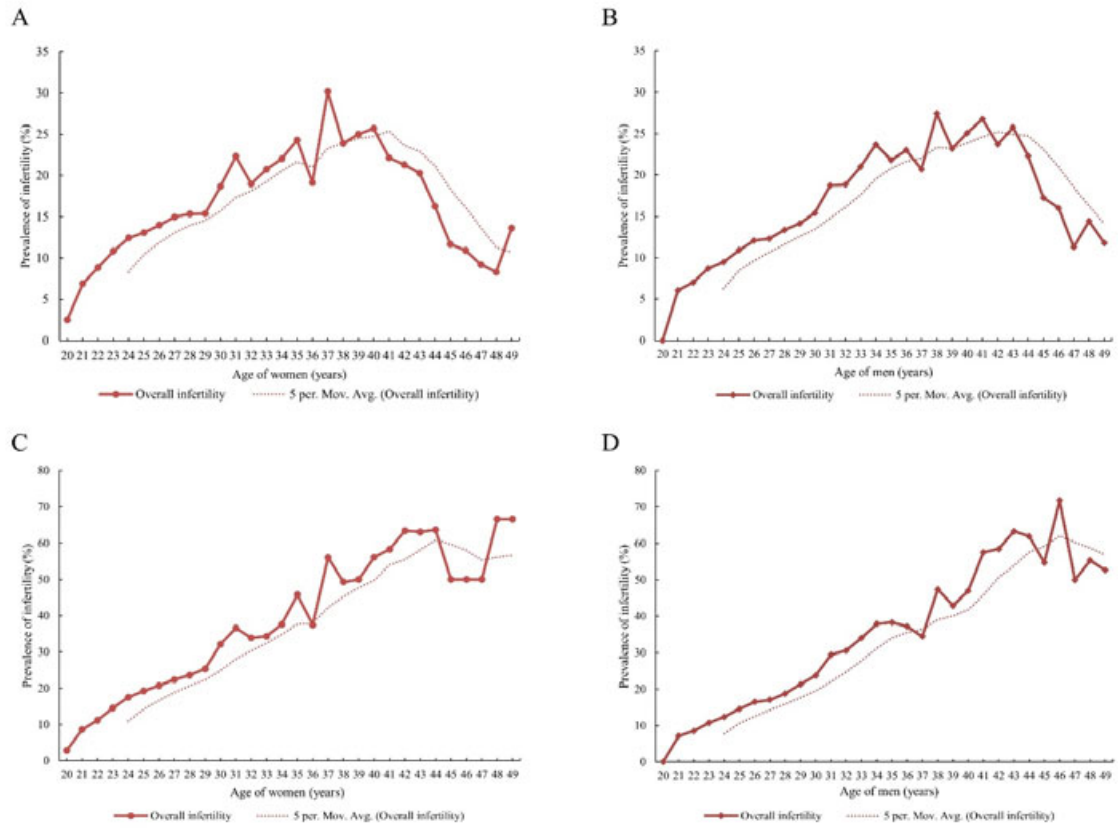 A
Prevalence of infertility (%)
35
30
25
20
15
10
5
0
20 21 22 23 24 25 26 27 28 29 30 31 32 33 34 35 36 37 38 39 40 41 42 43 44 45 46 47 48 49
Age of women (years)
Overall infertility 5 per. Mov. Avg. (Overall infertility)
B
Prevalence of infertility (%)
35
30
25
20
15
10
5
0
20 21 22 23 24 25 26 27 28 29 30 31 32 33 34 35 36 37 38 39 40 41 42 43 44 45 46 47 48 49
Age of men (years)
Overall infertility 5 per. Mov. Avg. (Overall infertility)
C
Prevalence of infertility (%)
80
70
60
50
40
30
20
10
0
20 21 22 23 24 25 26 27 28 29 30 31 32 33 34 35 36 37 38 39 40 41 42 43 44 45 46 47 48 49
Age of women (years)
Overall infertility 5 per. Mov. Avg. (Overall infertility)
D
Prevalence of infertility (%)
80
70
60
50
40
30
20
10
0
20 21 22 23 24 25 26 27 28 29 30 31 32 33 34 35 36 37 38 39 40 41 42 43 44 45 46 47 48 49
Age of men (years)
Overall infertility 5 per. Mov. Avg. (Overall infertility)